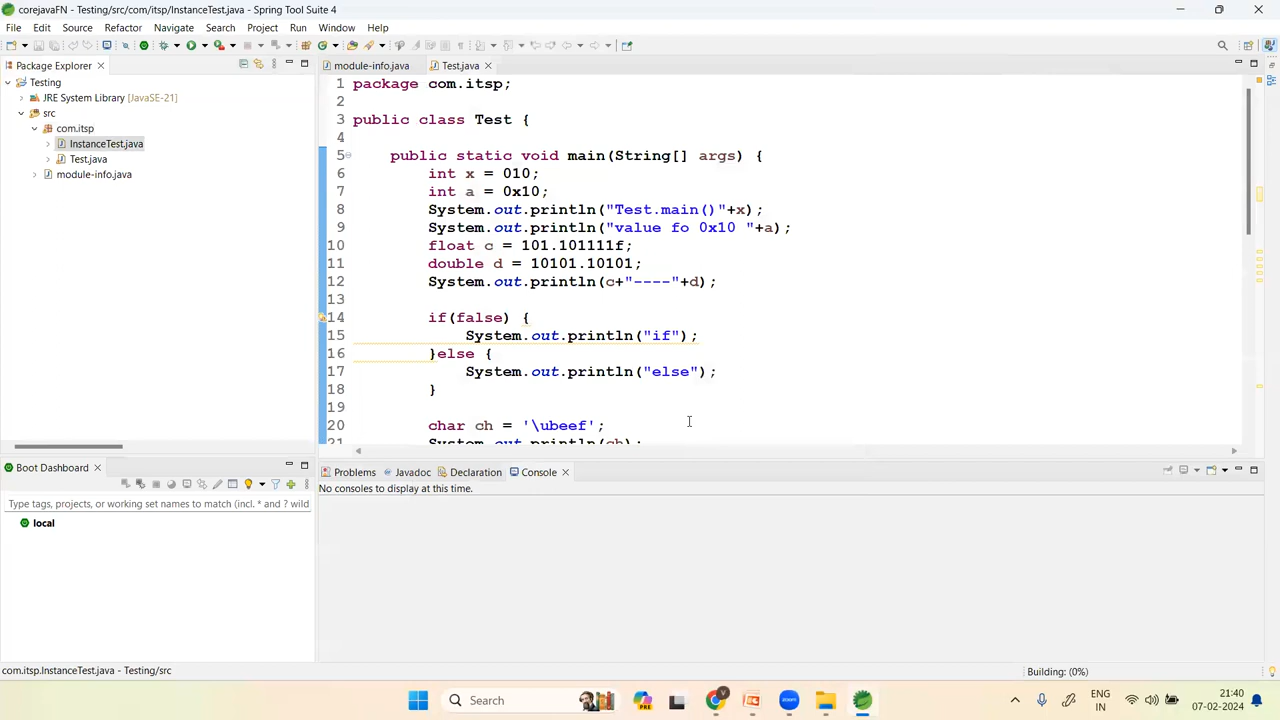 corejavaFN - Testing/src/com/itsp/InstanceTest.java - Spring Tool Suite 4
File Edit Source Refactor Navigate Search Project Run Window Help
Package Explorer
module-info.java Test.java
Testing
JRE System Library [JavaSE-21]
src
com.itsp
InstanceTest.java
Test.java
module-info.java
1 package com.itsp;
2
3 public class Test {
4
5 public static void main(String[] args) {
6 int x = 010;
7 int a = 0x10;
8 System.out.println("Test.main()"+x);
9 System.out.println("value fo 0x10 "+a);
10 float c = 101.101111f;
11 double d = 10101.10101;
12 System.out.println(c+"----"+d);
13
14 if(false) {
15 System.out.println("if");
16 }else {
17 System.out.println("else");
18 }
19
20 char ch = '\ubeef';
21 System.out.println(ch);
Boot Dashboard
Type tags, projects, or working set names to match (incl. * and ? wild
local
Problems Javadoc Declaration Console
No consoles to display at this time.
com.itsp.InstanceTest.java - Testing/src
Building: (0%)
Search
PRE
V
ENG
IN
21:40
07-02-2024